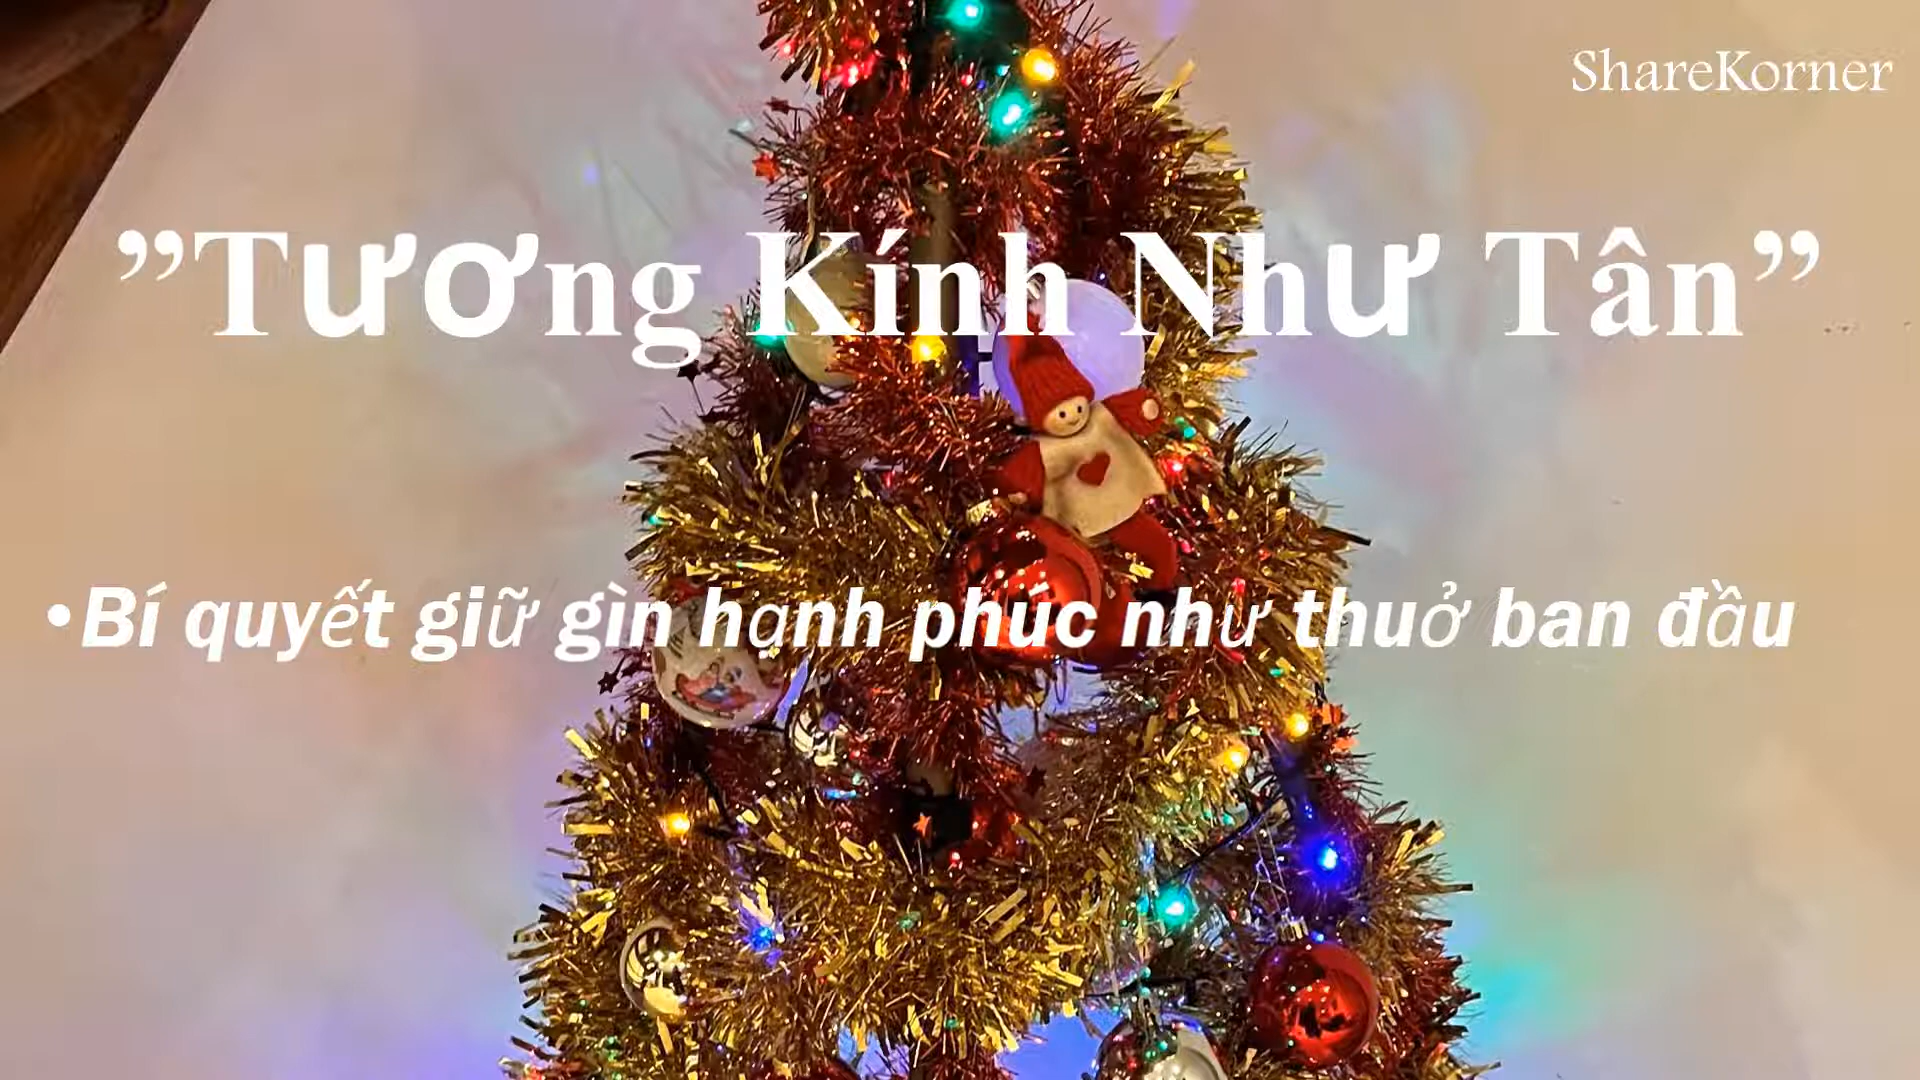 ShareKorner
”Tương Kính Như Tân”
•Bí quyết giữ gìn hạnh phúc như thuở ban đầu